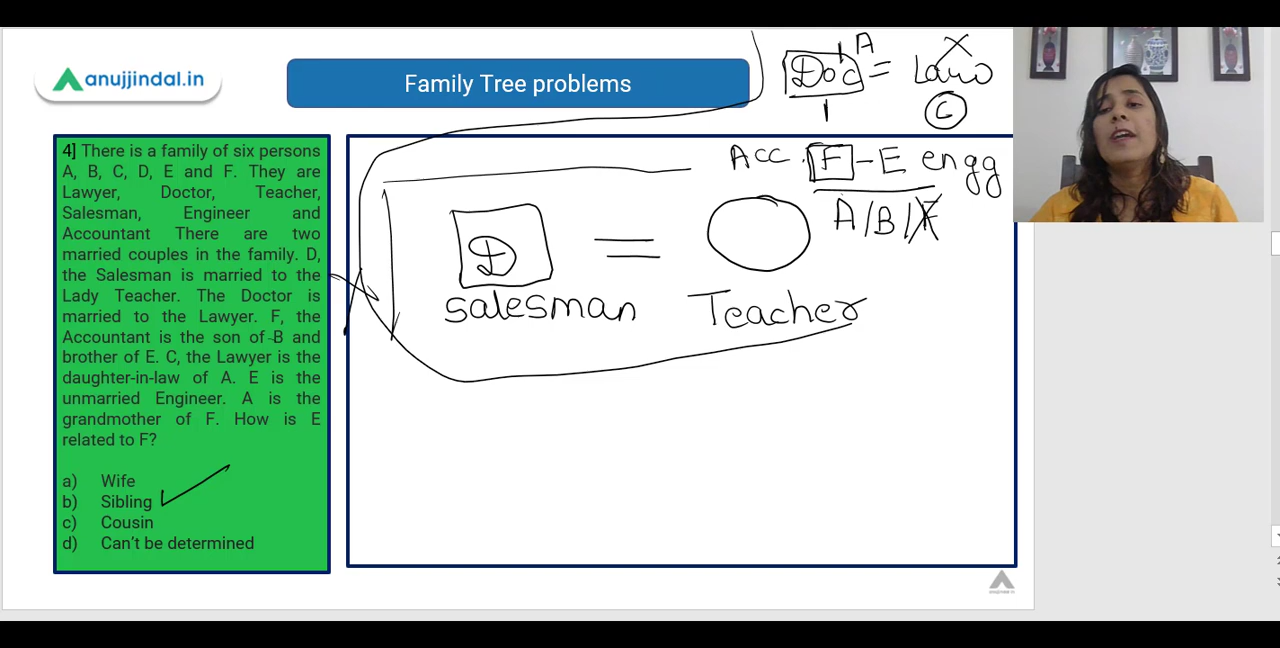 anujjindal.in
Family Tree problems
Doc = Law
A
C
4] There is a family of six persons
A, B, C, D, E and F. They are
Lawyer, Doctor, Teacher,
Salesman, Engineer and
Accountant There are two
married couples in the family. D,
the Salesman is married to the
Lady Teacher. The Doctor is
married to the Lawyer. F, the
Accountant is the son of B and
brother of E. C, the Lawyer is the
daughter-in-law of A. E is the
unmarried Engineer. A is the
grandmother of F. How is E
related to F?
a) Wife
b) Sibling
c) Cousin
d) Can't be determined
Acc. F - E engg
A/B/F
D =
salesman Teacher